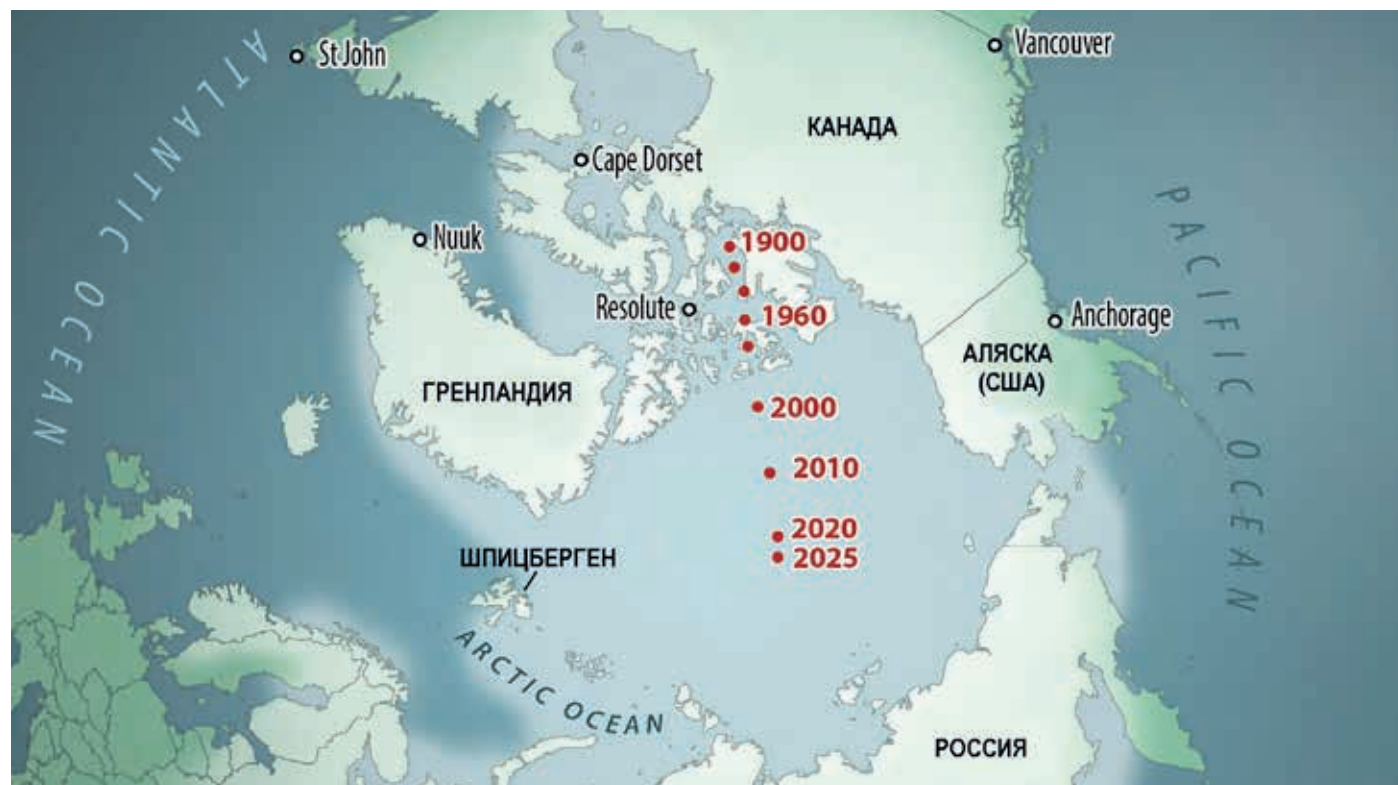 St John
Vancouver
ATLANTIC OCEAN
КАНАДА
Cape Dorset
PACIFIC OCEAN
Nuuk
1900
Resolute
1960
Anchorage
АЛЯСКА
(США)
ГРЕНЛАНДИЯ
2000
2010
2020
ШПИЦБЕРГЕН
2025
ARCTIC OCEAN
РОССИЯ